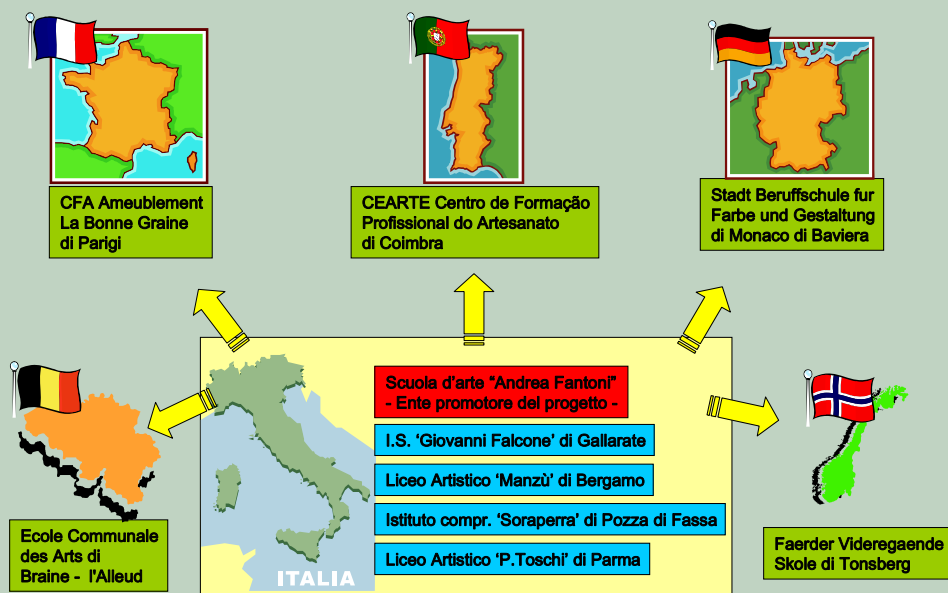 CFA Ameublement
La Bonne Graine
di Parigi
CEARTE Centro de Formação
Profissional do Artesanato
di Coimbra
Stadt Beruffschule fur
Farbe und Gestaltung
di Monaco di Baviera
Scuola d'arte "Andrea Fantoni"
- Ente promotore del progetto -
I.S. 'Giovanni Falcone' di Gallarate
Liceo Artistico 'Manzù' di Bergamo
Istituto compr. 'Soraperra' di Pozza di Fassa
Liceo Artistico 'P.Toschi' di Parma
ITALIA
Ecole Communale
des Arts di
Braine - l'Alleud
Faerder Videregaende
Skole di Tonsberg